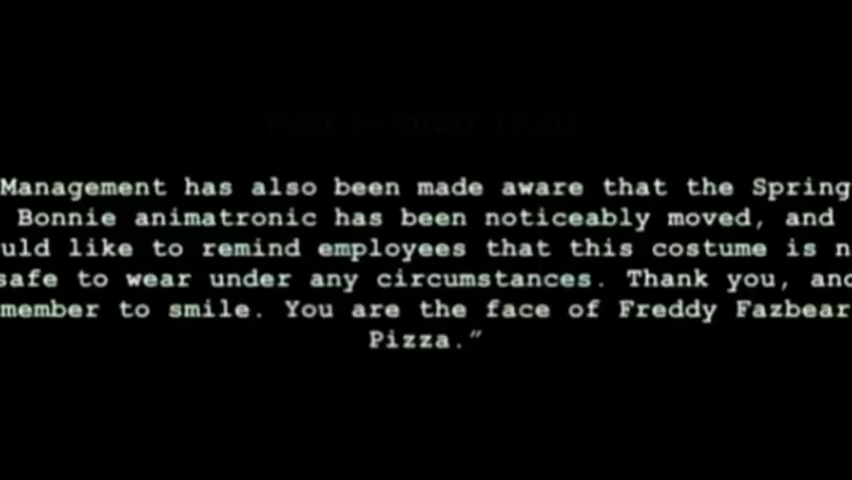 Management has also been made aware that the Spring
Bonnie animatronic has been noticeably moved, and
uld like to remind employees that this costume is n
safe to wear under any circumstances. Thank you, and
member to smile. You are the face of Freddy Fazbear
Pizza.”